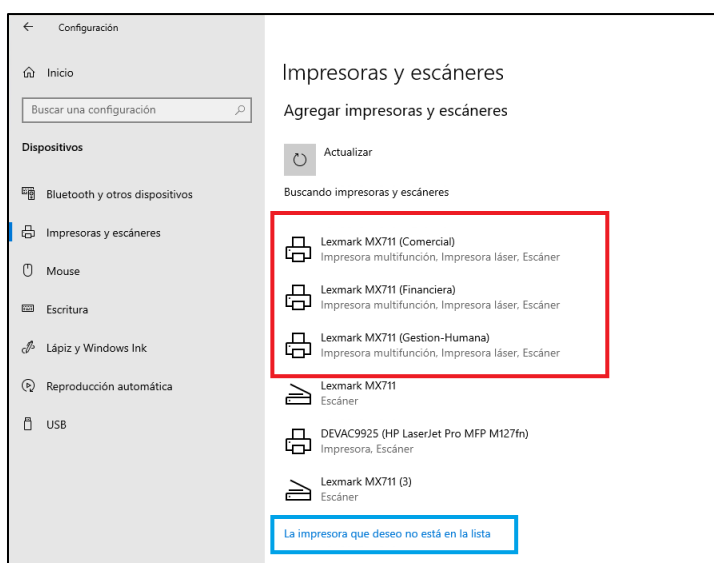 Configuración
Inicio
Buscar una configuración
Dispositivos
Bluetooth y otros dispositivos
Impresoras y escáneres
Mouse
Escritura
Lápiz y Windows Ink
Reproducción automática
USB
Impresoras y escáneres
Agregar impresoras y escáneres
Actualizar
Buscando impresoras y escáneres
Lexmark MX711 (Comercial)
Impresora multifunción, Impresora láser, Escáner
Lexmark MX711 (Financiera)
Impresora multifunción, Impresora láser, Escáner
Lexmark MX711 (Gestion-Humana)
Impresora multifunción, Impresora láser, Escáner
Lexmark MX711
Escáner
DEVAC9925 (HP LaserJet Pro MFP M127fn)
Impresora, Escáner
Lexmark MX711 (3)
Escáner
La impresora que deseo no está en la lista